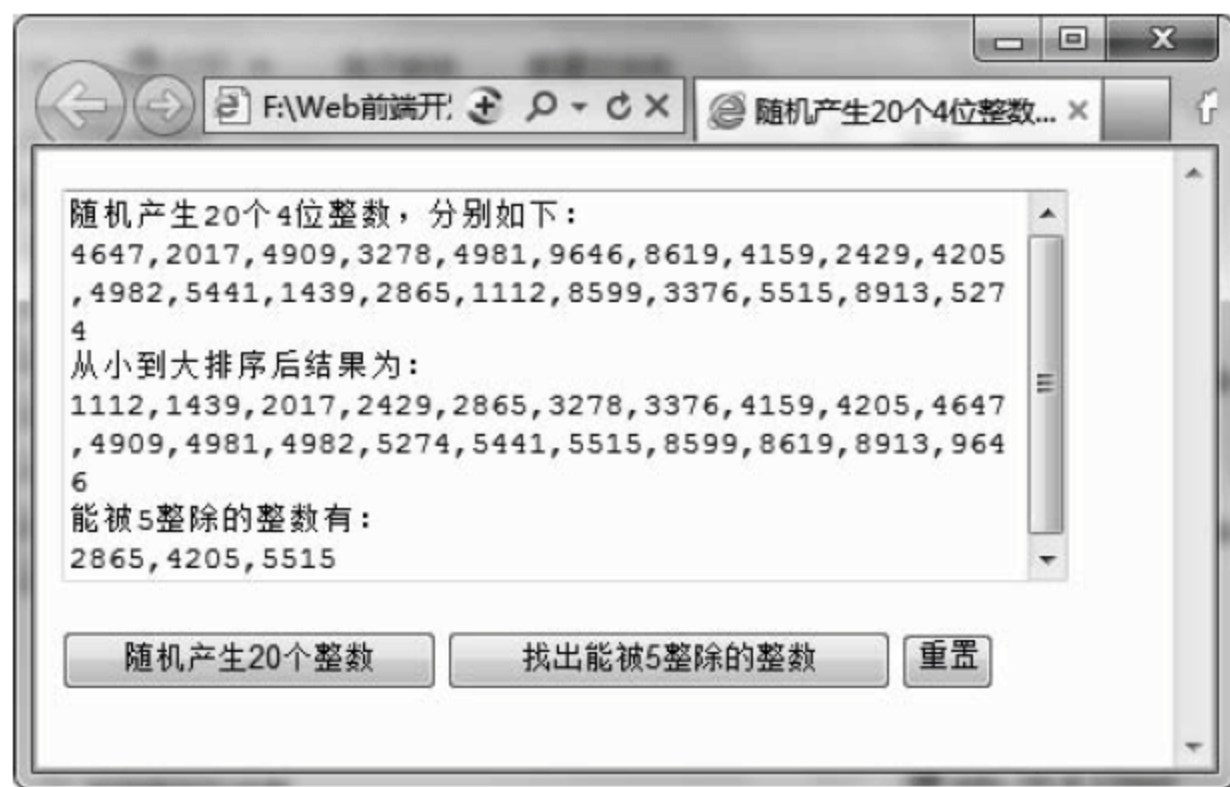 F:\Web前端开
随机产生20个4位整数...
随机产生20个4位整数，分别如下：
4647,2017,4909,3278,4981,9646,8619,4159,2429,4205
,4982,5441,1439,2865,1112,8599,3376,5515,8913,527
4
从小到大排序后结果为：
1112,1439,2017,2429,2865,3278,3376,4159,4205,4647
,4909,4981,4982,5274,5441,5515,8599,8619,8913,964
6
能被5整除的整数有：
2865,4205,5515
随机产生20个整数
找出能被5整除的整数
重置